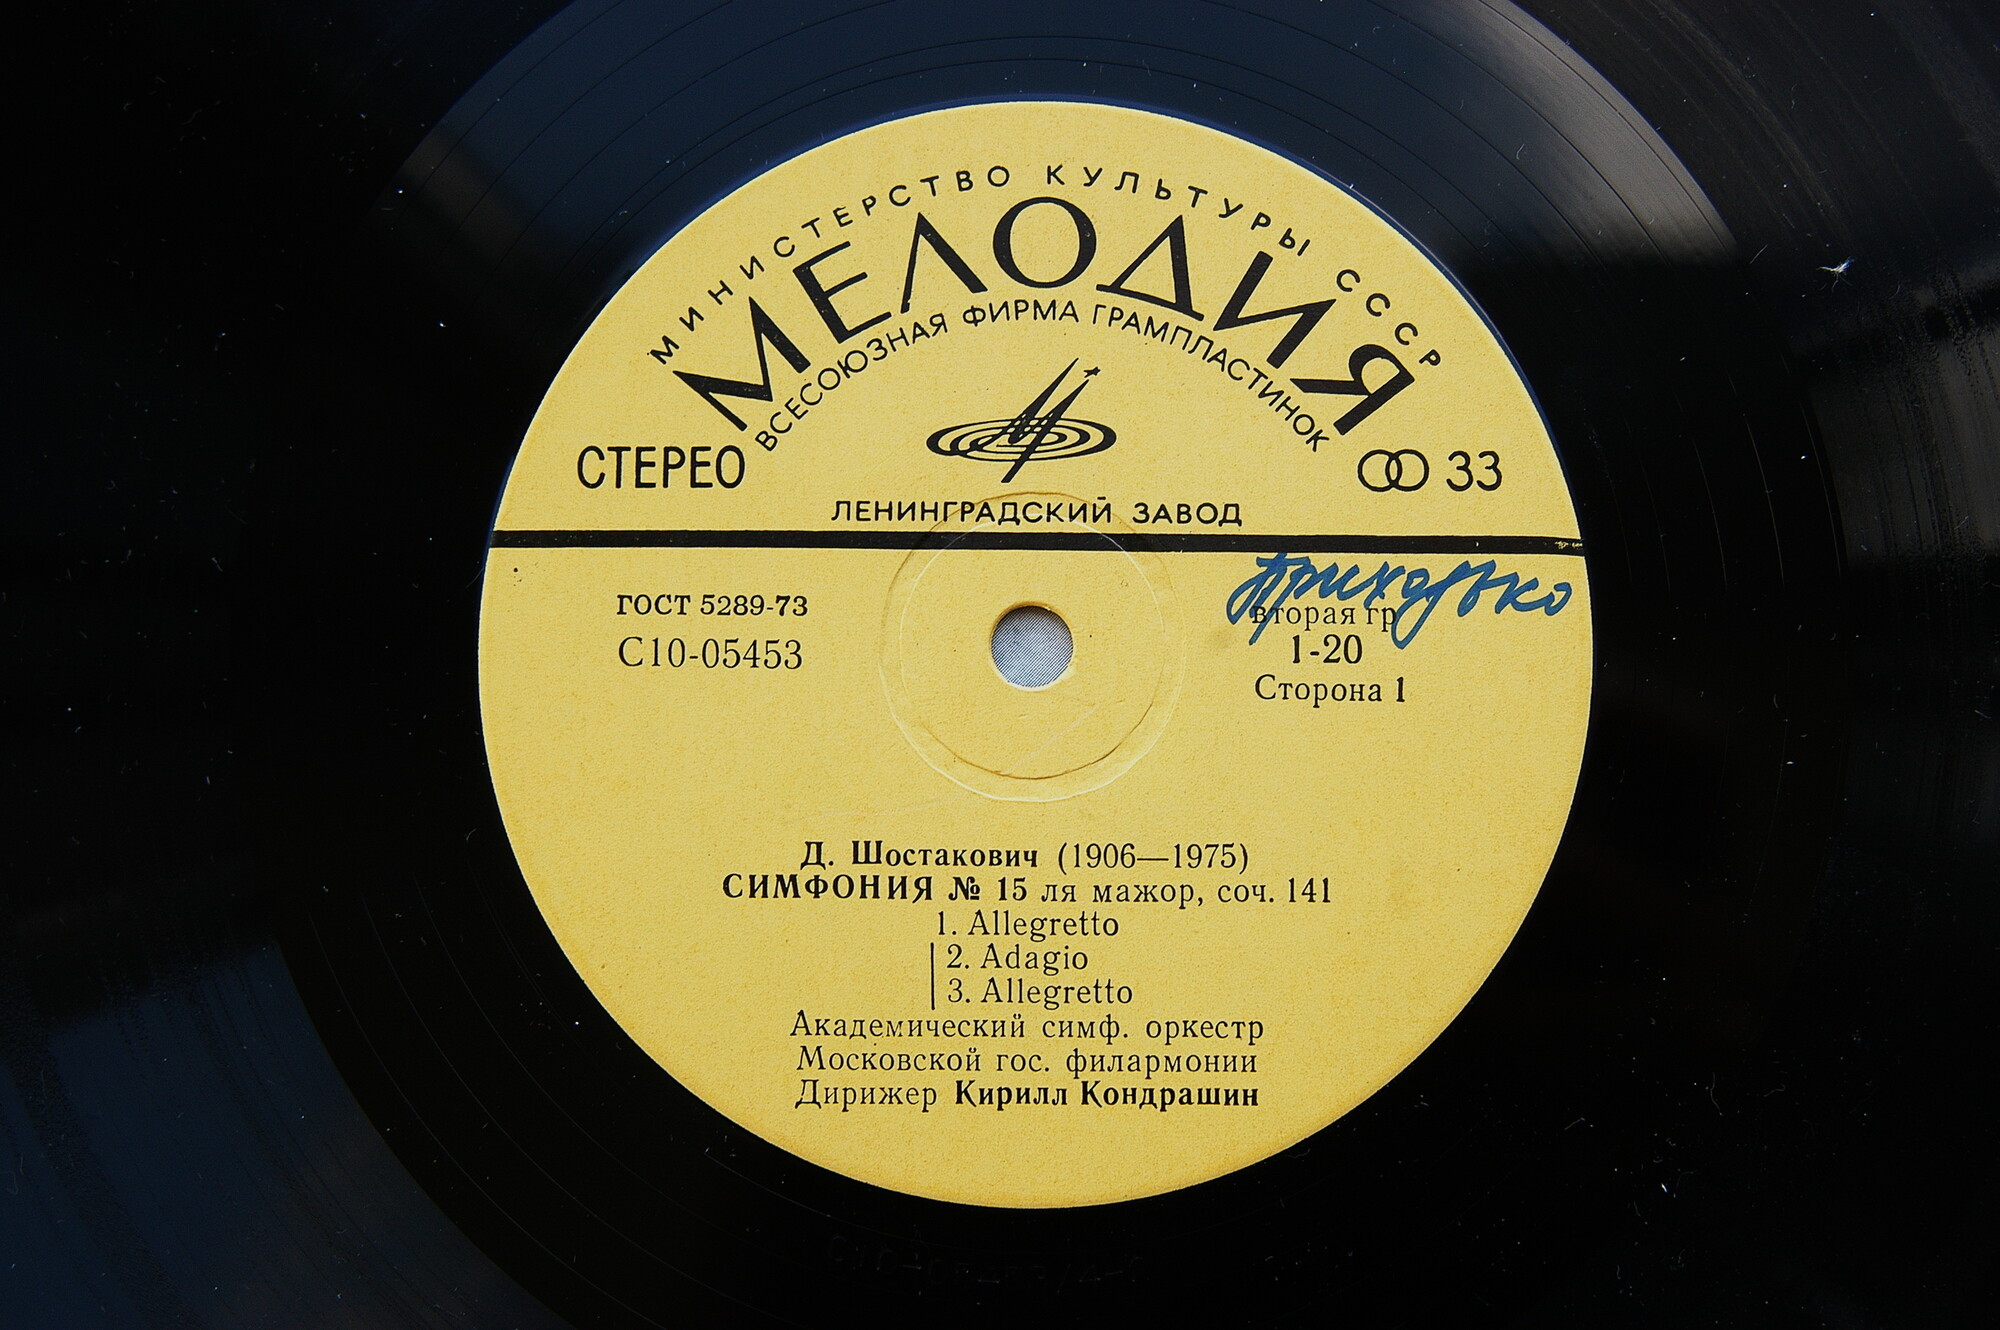 МИНИСТЕРСТВО КУЛЬТУРЫ СССР
МЕЛОДИЯ
ВСЕСОЮЗНАЯ ФИРМА ГРАМПЛАСТИНОК
СТЕРЕО
33
ЛЕНИНГРАДСКИЙ ЗАВОД
Приходько
ГОСТ 5289-73
вторая гр
С10-05453
1-20
Сторона 1
Д. Шостакович (1906—1975)
СИМФОНИЯ № 15 ля мажор, соч. 141
1. Allegretto
2. Adagio
3. Allegretto
Академический симф. оркестр
Московской гос. филармонии
Дирижер Кирилл Кондрашин